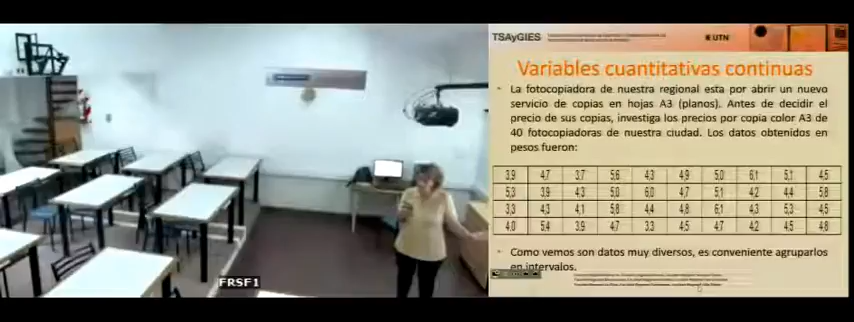 TSAyGIES
UTN
Variables cuantitativas continuas
- La fotocopiadora de nuestra regional esta por abrir un nuevo
servicio de copias en hojas A3 (planos). Antes de decidir el
precio de sus copias, investiga los precios por copia color A3 de
40 fotocopiadoras de nuestra ciudad. Los datos obtenidos en
pesos fueron:
3,9 4,7 3,7 5,6 4,3 4,9 5,0 6,1 5,1 4,5
5,3 3,9 4,3 5,0 6,0 4,7 5,1 4,2 4,4 5,8
3,3 4,3 4,1 5,8 4,4 4,8 6,1 4,3 5,3 4,5
4,0 5,4 3,9 4,7 3,3 4,5 4,7 4,2 4,5 4,8
- Como vemos son datos muy diversos, es conveniente agruparlos
en intervalos.
FRSF1